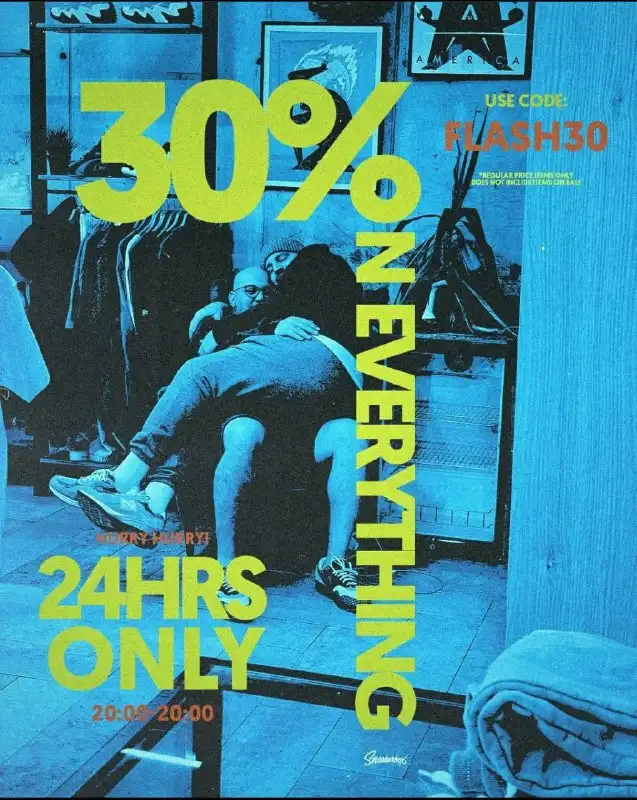 AMERICA
30%
USE CODE:
FLASH30
*REGULAR PRICE ITEMS ONLY
DOES NOT INCLUDE ITEMS ON SALE
N EVERYTHING
HURRY HURRY!
24HRS
ONLY
20:00-20:00